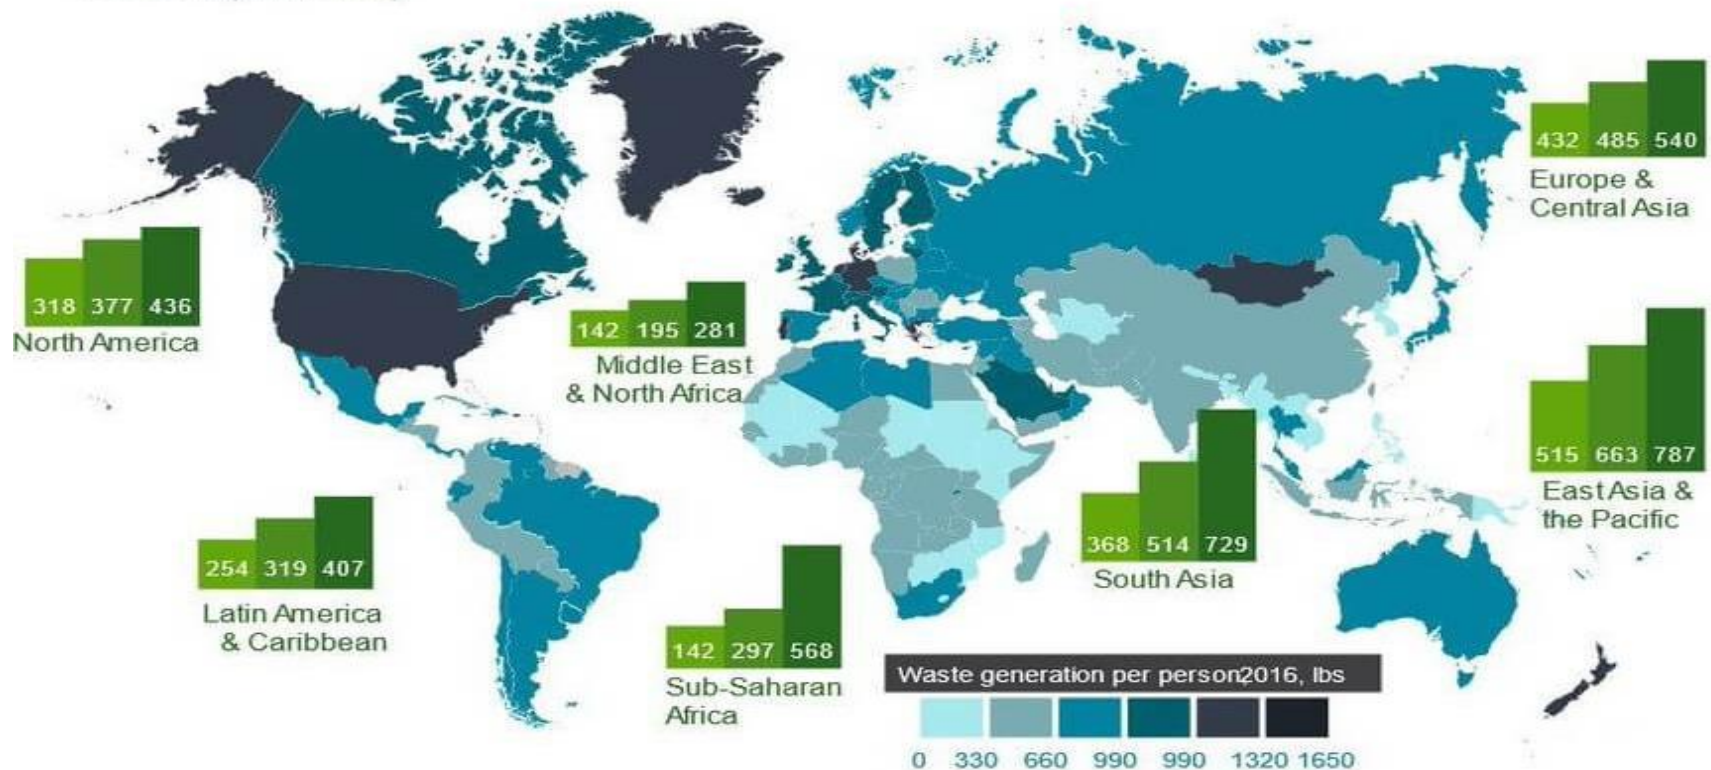 432 485 540
Europe &
Central Asia
318 377 436
North America
142 195 281
Middle East
& North Africa
515 663 787
East Asia &
the Pacific
368 514 729
South Asia
254 319 407
Latin America
& Caribbean
142 297 568
Sub-Saharan
Africa
Waste generation per person2016, lbs
0 330 660 990 990 1320 1650